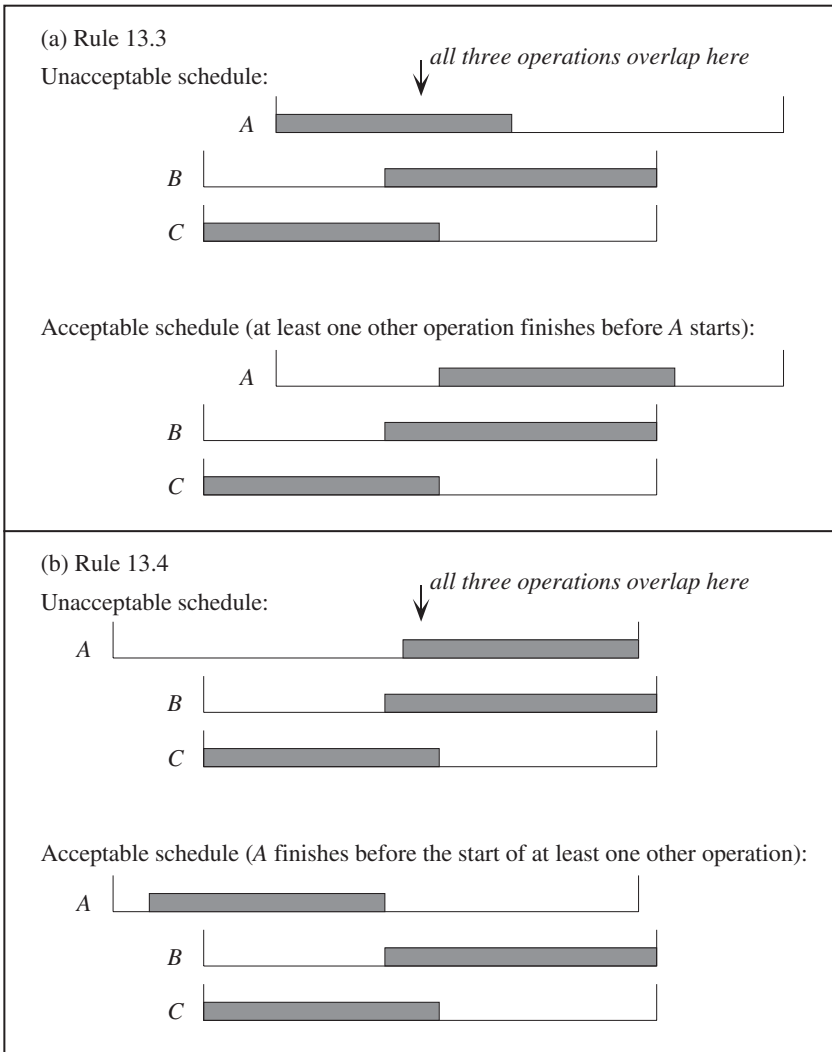 (a) Rule 13.3
all three operations overlap here
Unacceptable schedule:
A
B
C
Acceptable schedule (at least one other operation finishes before A starts):
A
B
C
(b) Rule 13.4
all three operations overlap here
Unacceptable schedule:
A
B
C
Acceptable schedule (A finishes before the start of at least one other operation):
A
B
C